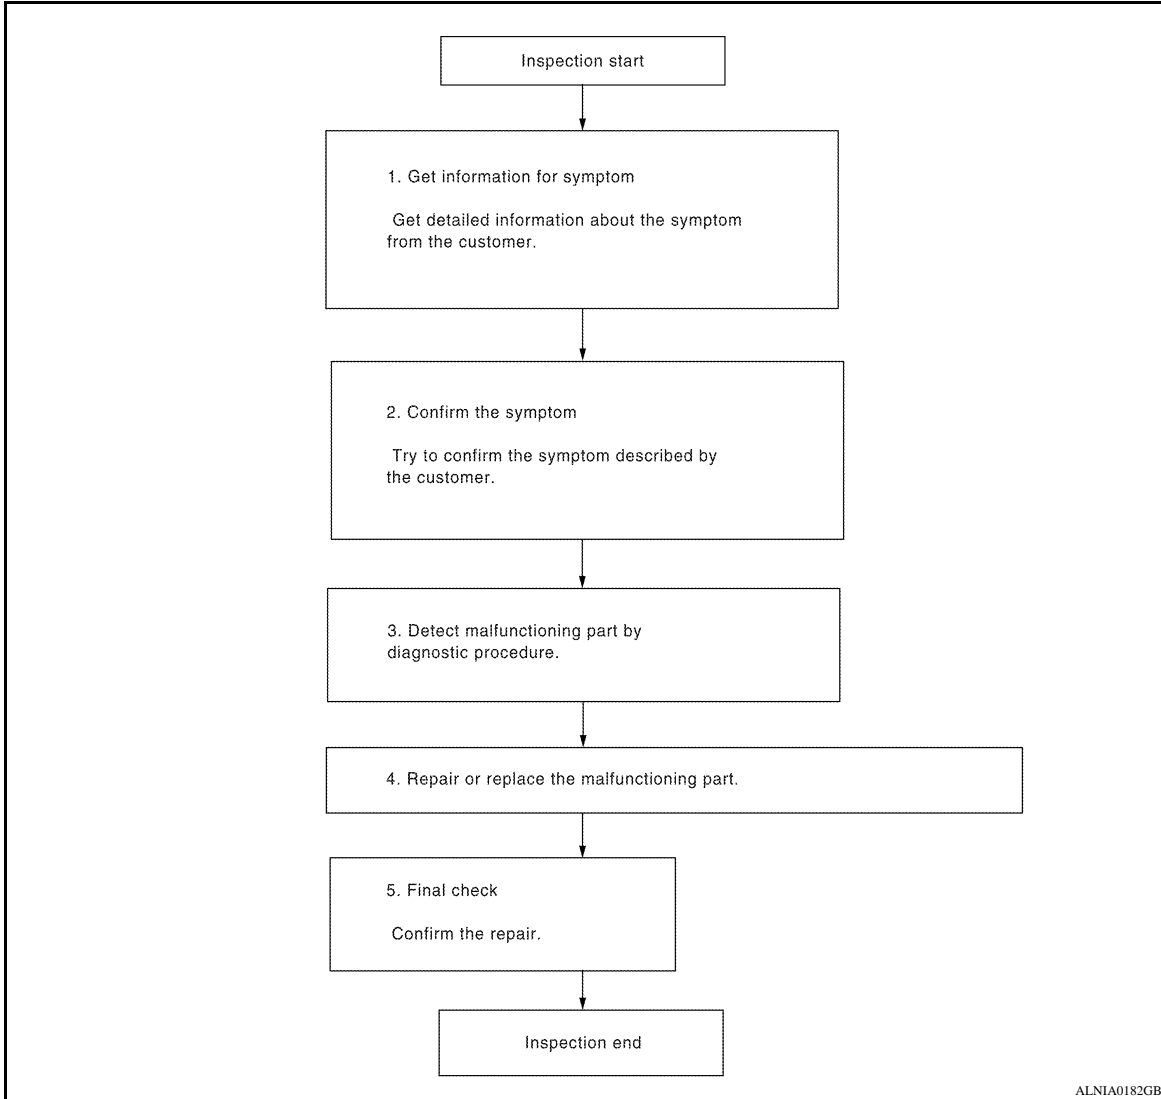 Inspection start
1. Get information for symptom
Get detailed information about the symptom
from the customer.
2. Confirm the symptom
Try to confirm the symptom described by
the customer.
3. Detect malfunctioning part by
diagnostic procedure.
4. Repair or replace the malfunctioning part.
5. Final check
Confirm the repair.
Inspection end
ALNIA0182GB